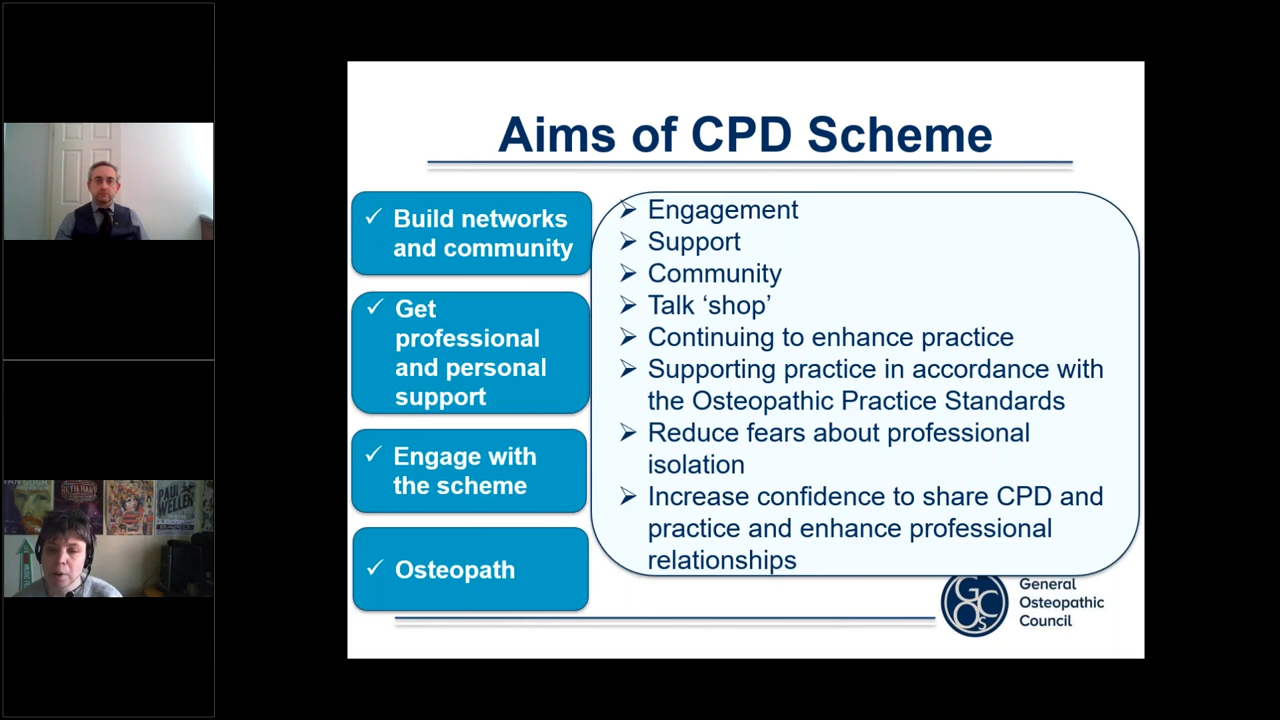 Aims of CPD Scheme
✓ Build networks
and community
✓ Get
professional
and personal
support
✓ Engage with
the scheme
✓ Osteopath
➢ Engagement
➢ Support
➢ Community
➢ Talk ‘shop’
➢ Continuing to enhance practice
➢ Supporting practice in accordance with
the Osteopathic Practice Standards
➢ Reduce fears about professional
isolation
➢ Increase confidence to share CPD and
practice and enhance professional
relationships
General
Osteopathic
Council
PAUL
WELLER